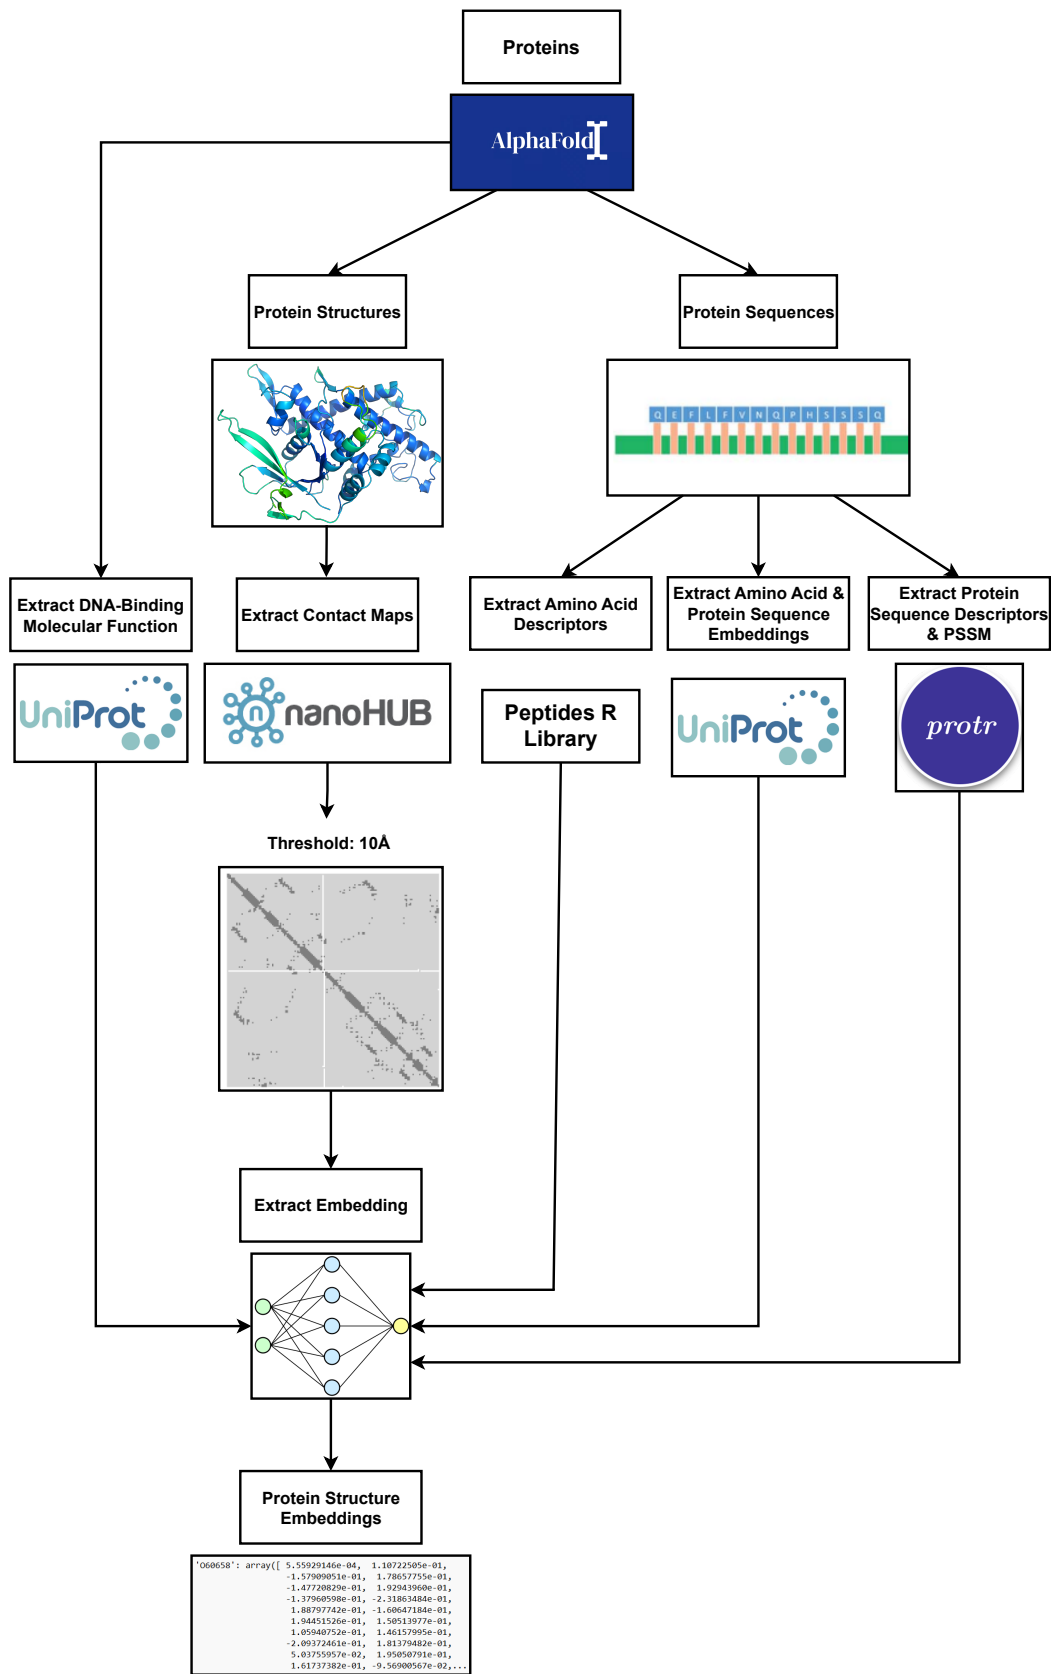 Proteins
AlphaFold
Protein Structures
Protein Sequences
Q E F L F V N Q P H S S S Q
Extract DNA-Binding
Molecular Function
Extract Contact Maps
Extract Amino Acid
Descriptors
Extract Amino Acid &
Protein Sequence
Embeddings
Extract Protein
Sequence Descriptors
& PSSM
UniProt
nanoHUB
Peptides R
Library
UniProt
protr
Threshold: 10Å
Extract Embedding
Protein Structure
Embeddings
'O60658': array([ 5.55929146e-04, 1.10722505e-01,
-1.57909051e-01, 1.78657755e-01,
-1.47720829e-01, 1.92943960e-01,
-1.37960598e-01, -2.31863484e-01,
1.88797742e-01, -1.60647184e-01,
1.94451526e-01, 1.50513977e-01,
1.05940752e-01, 1.46157995e-01,
-2.09372461e-01, 1.81379482e-01,
5.03755957e-02, 1.95050791e-01,
1.61737382e-01, -9.56900567e-02,...